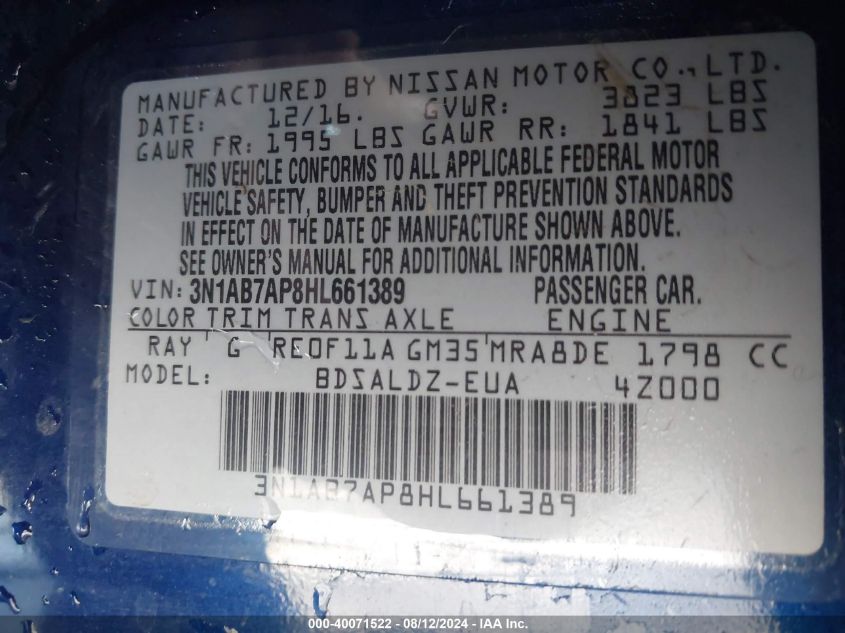 MANUFACTURED BY NISSAN MOTOR CO., LTD.
DATE: 12/16. GVWR: 3823 LBS
GAWR FR: 1995 LBS GAWR RR: 1841 LBS
THIS VEHICLE CONFORMS TO ALL APPLICABLE FEDERAL MOTOR
VEHICLE SAFETY, BUMPER AND THEFT PREVENTION STANDARDS
IN EFFECT ON THE DATE OF MANUFACTURE SHOWN ABOVE.
SEE OWNER'S MANUAL FOR ADDITIONAL INFORMATION.
VIN: 3N1AB7AP8HL661389 PASSENGER CAR.
COLOR TRIM TRANS AXLE ENGINE
RAY G RE0F11A GM35 MRA8DE 1798 CC
MODEL: BDSALDZ-EUA 4Z000
3N1AB7AP8HL661389
000-40071522 - 08/12/2024 - IAA Inc.